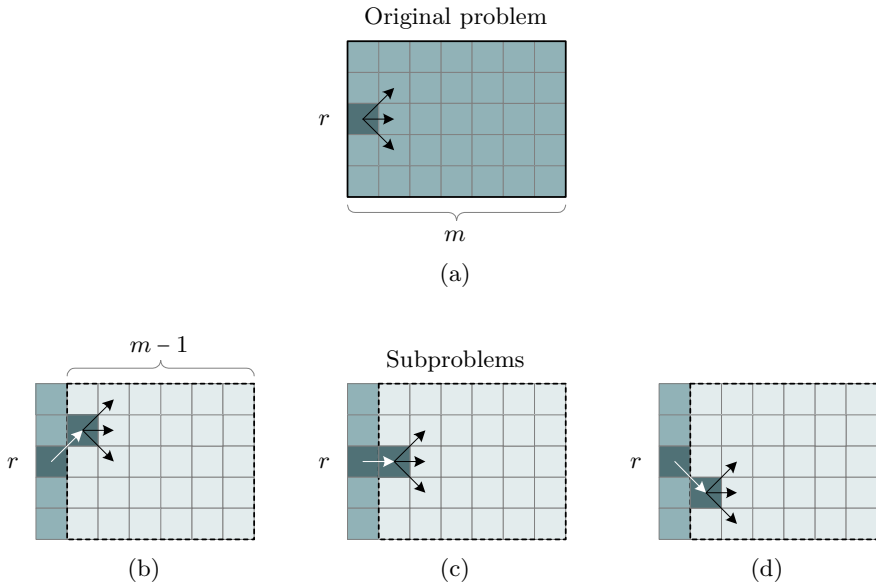 Original problem
r
m
(a)
m − 1
Subproblems
r
r
r
(b)
(c)
(d)